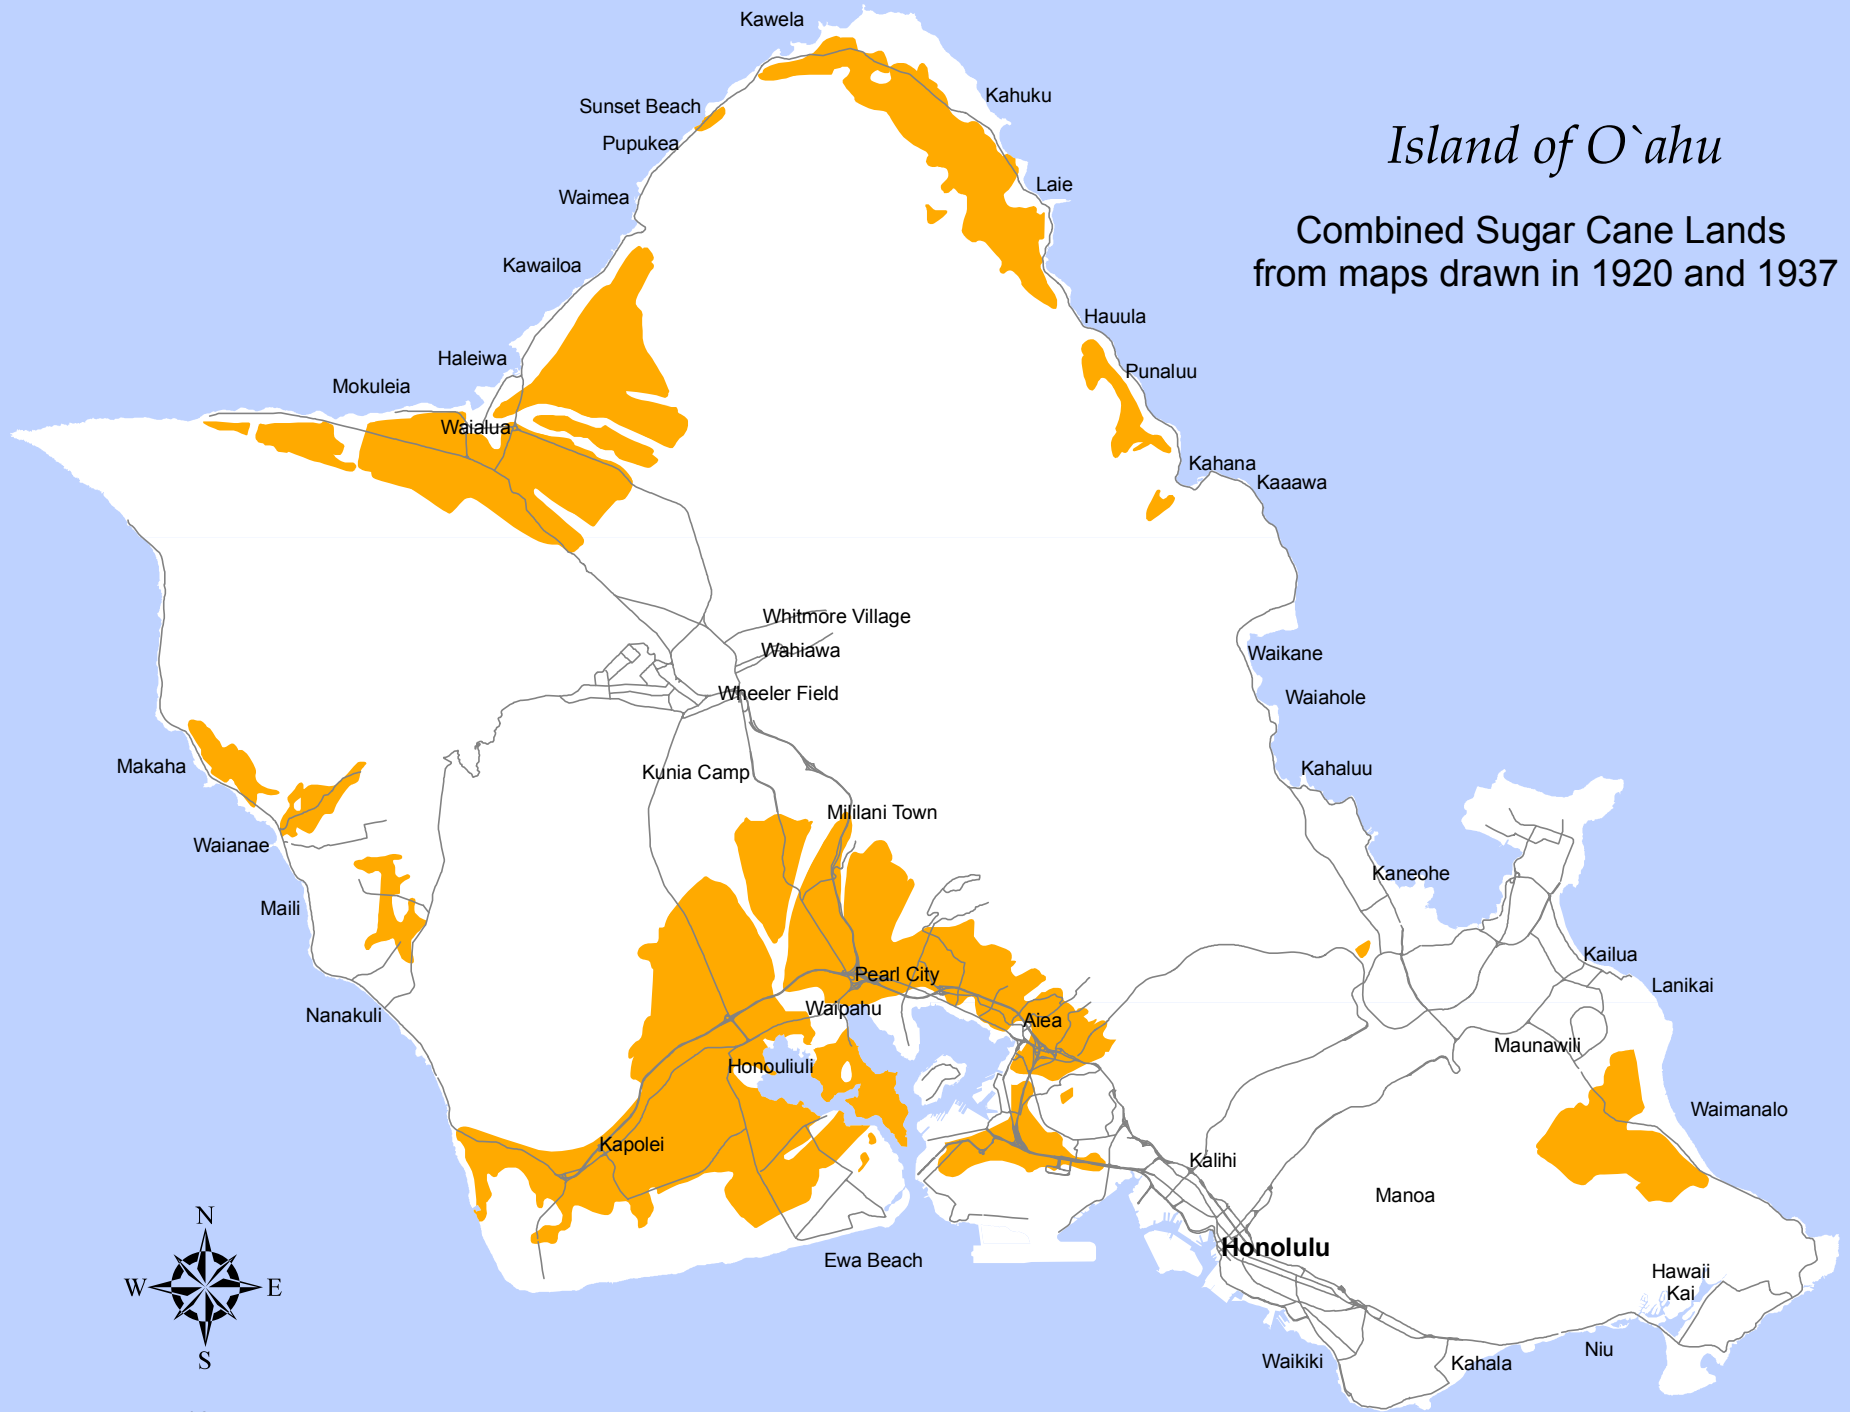 Kawela
Sunset Beach
Kahuku
Island of O`ahu
Pupukea
Laie
Waimea
Combined Sugar Cane Lands
from maps drawn in 1920 and 1937
Kawailoa
Hauula
Haleiwa
Punaluu
Mokuleia
Waialua
Kahana
Kaaawa
Whitmore Village
Wahiawa
Waikane
Wheeler Field
Waiahole
Makaha
Kunia Camp
Kahaluu
Mililani Town
Waianae
Kaneohe
Maili
Kailua
Pearl City
Lanikai
Nanakuli
Waipahu
Aiea
Maunawili
Honouliuli
Waimanalo
Kapolei
Kalihi
Manoa
N
Honolulu
Ewa Beach
W
E
Hawaii
Kai
S
Waikiki
Kahala
Niu